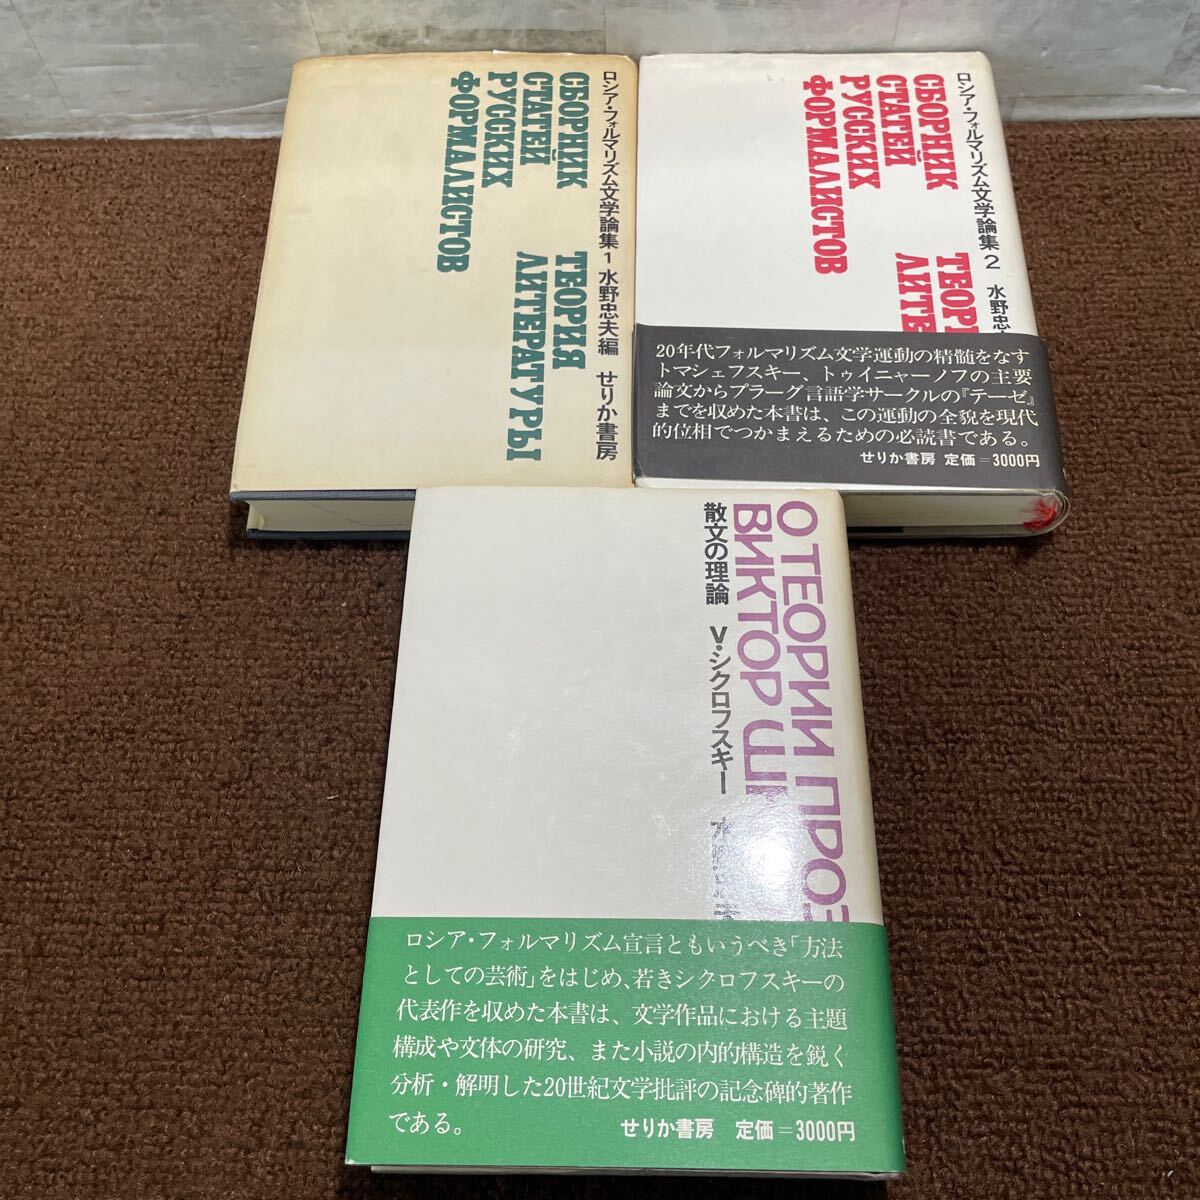 ロシア・フォルマリズム文学論集1 水野忠夫編 せりか書房
СБОРНИК
СТАТЕЙ
РУССКИХ
ФОРМАЛИСТОВ
ТЕОРИЯ
ЛИТЕРАТУРЫ
ロシア・フォルマリズム文学論集2 水野忠
СБОРНИК
СТАТЕЙ
РУССКИХ
ФОРМАЛИСТОВ
ТЕОР
ЛИТЕ
20年代フォルマリズム文学運動の精髄をなす
トマシェフスキー、トゥイニャーノフの主要
論文からプラーグ言語学サークルの『テーゼ』
までを収めた本書は、この運動の全貌を現代
的位相でつかまえるための必読書である。
せりか書房 定価=3000円
О ТЕОРИИ ПРОЗ
ВИКТОР Ш
散文の理論 V・シクロフスキー 水
ロシア・フォルマリズム宣言ともいうべき「方法
としての芸術」をはじめ、若きシクロフスキーの
代表作を収めた本書は、文学作品における主題
構成や文体の研究、また小説の内的構造を鋭く
分析・解明した20世紀文学批評の記念碑的著作
である。
せりか書房 定価=3000円